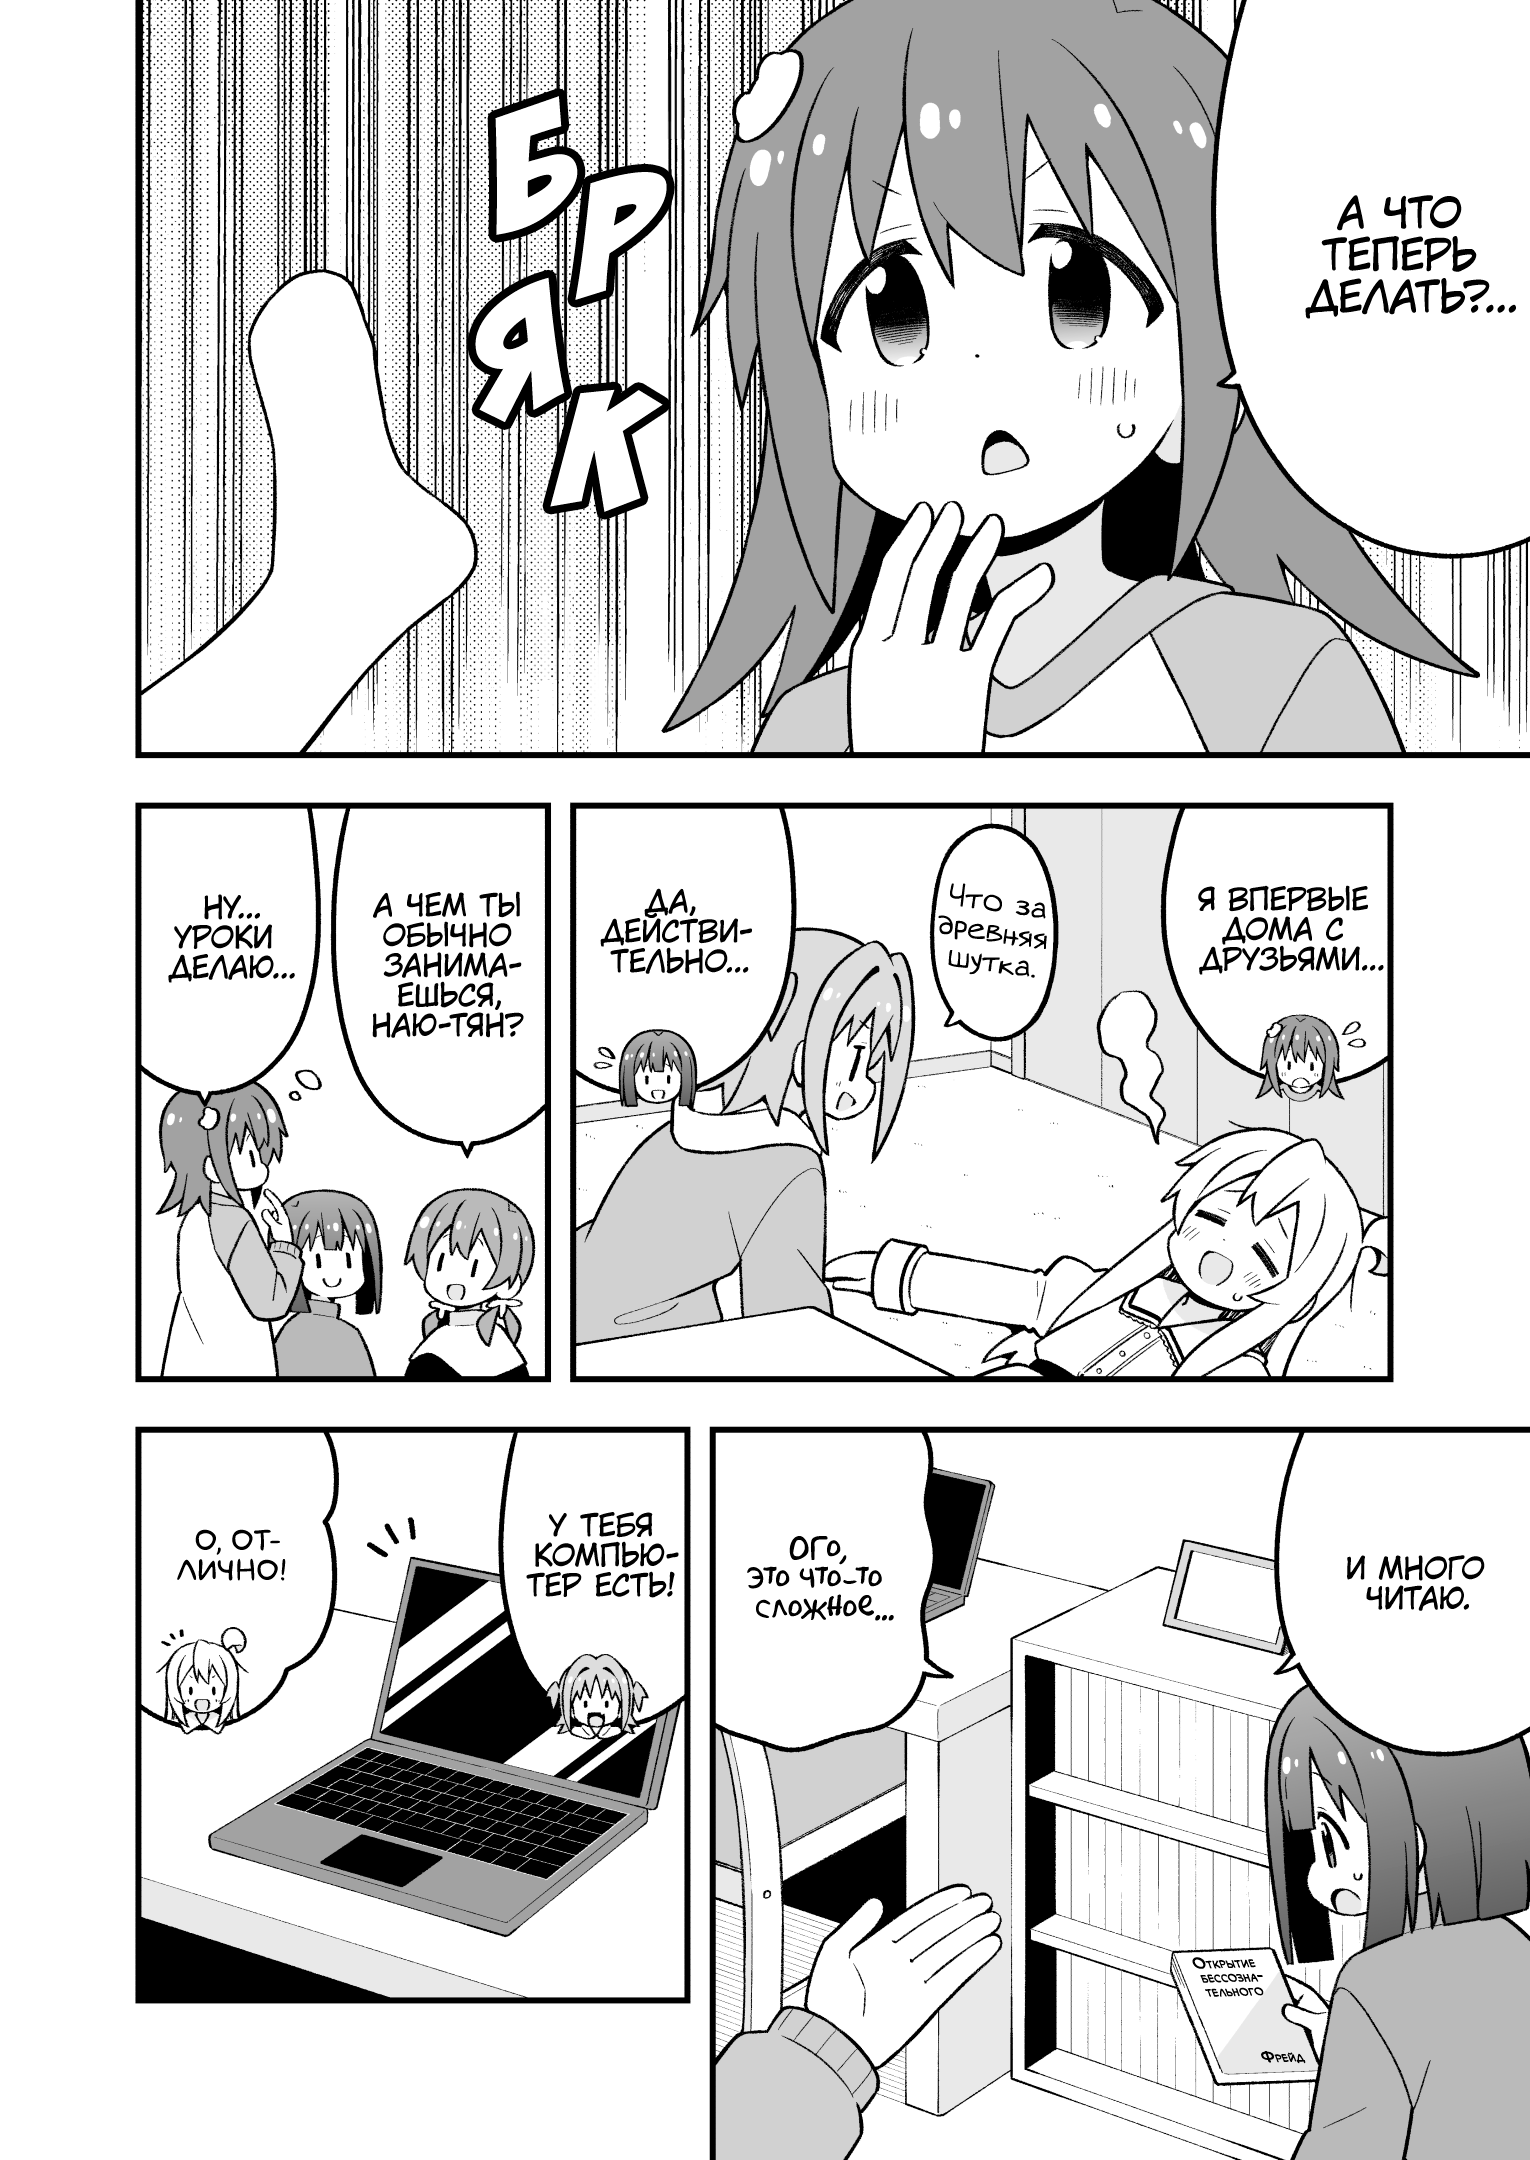 А ЧТО
ТЕПЕРЬ
ДЕЛАТЬ?...
БРЯК
Я ВПЕРВЫЕ
ДОМА С
ДРУЗЬЯМИ...
Что за
древняя
шутка.
ДА,
ДЕЙСТВИ-
ТЕЛЬНО...
А ЧЕМ ТЫ
ОБЫЧНО
ЗАНИМА-
ЕШЬСЯ,
НАЮ-ТЯН?
НУ...
УРОКИ
ДЕЛАЮ...
И МНОГО
ЧИТАЮ.
ОГО,
ЭТО ЧТО-ТО
СЛОЖНОЕ...
ОТКРЫТИЕ
БЕССОЗНА-
ТЕЛЬНОГО
ФРЕЙД
У ТЕБЯ
КОМПЬЮ-
ТЕР ЕСТЬ!
О, ОТ-
ЛИЧНО!